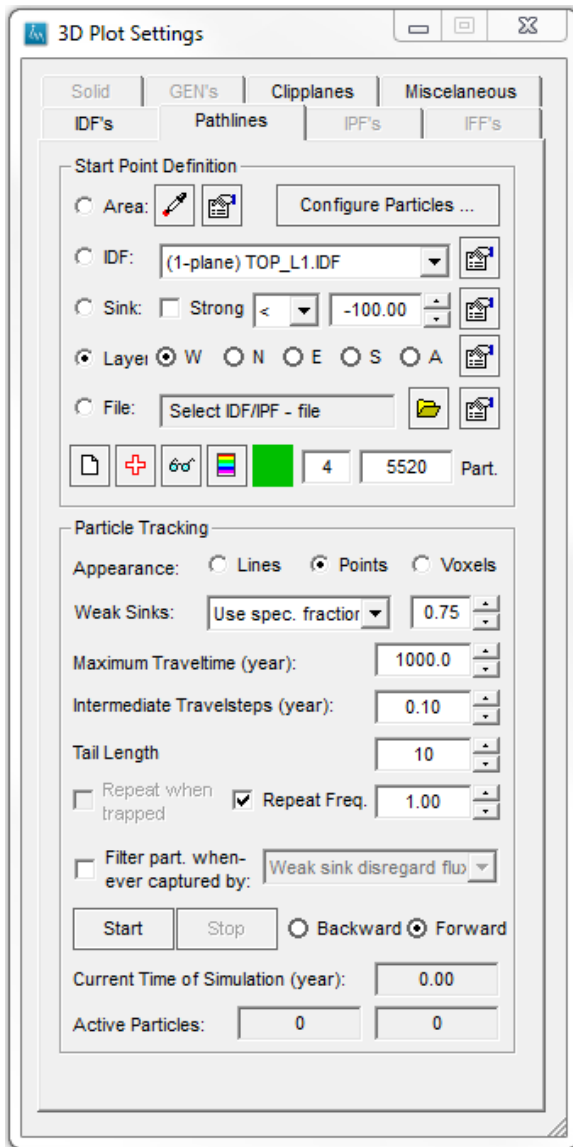 3D Plot Settings
Solid GEN's Clipplanes Miscelaneous
IDF's Pathlines IPF's IFF's
Start Point Definition
Area: Configure Particles ...
IDF: (1-plane) TOP_L1.IDF
Sink: Strong < -100.00
Layer W N E S A
File: Select IDF/IPF - file
4 5520 Part.
Particle Tracking
Appearance: Lines Points Voxels
Weak Sinks: Use spec. fraction 0.75
Maximum Traveltime (year): 1000.0
Intermediate Travelsteps (year): 0.10
Tail Length 10
Repeat when
trapped
Repeat Freq. 1.00
Filter part. when-
ever captured by:
Weak sink disregard flux
Start Stop Backward Forward
Current Time of Simulation (year): 0.00
Active Particles: 0 0